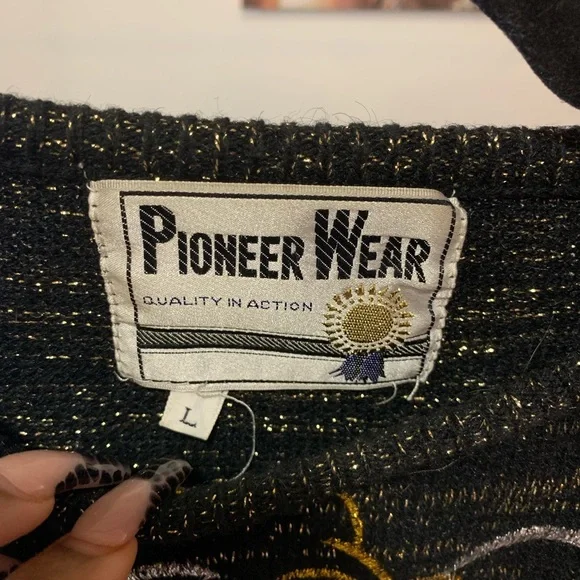 PIONEER WEAR
QUALITY IN ACTION
L